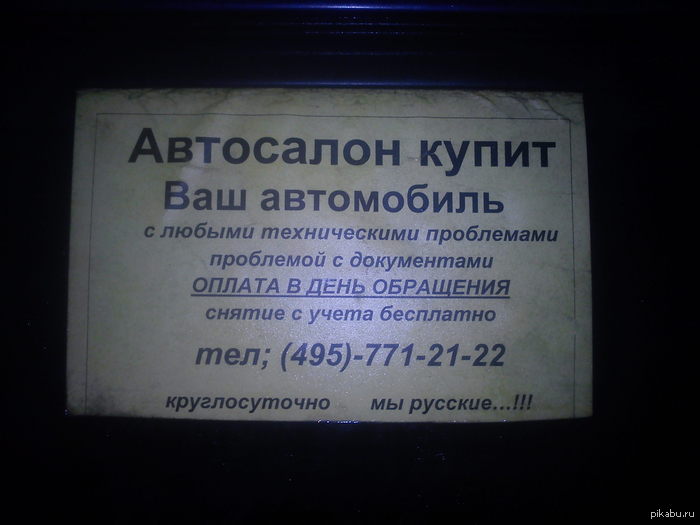 Автосалон купит
Ваш автомобиль
с любыми техническими проблемами
проблемой с документами
ОПЛАТА В ДЕНЬ ОБРАЩЕНИЯ
снятие с учета бесплатно
тел; (495)-771-21-22
круглосуточно мы русские...!!!
pikabu.ru